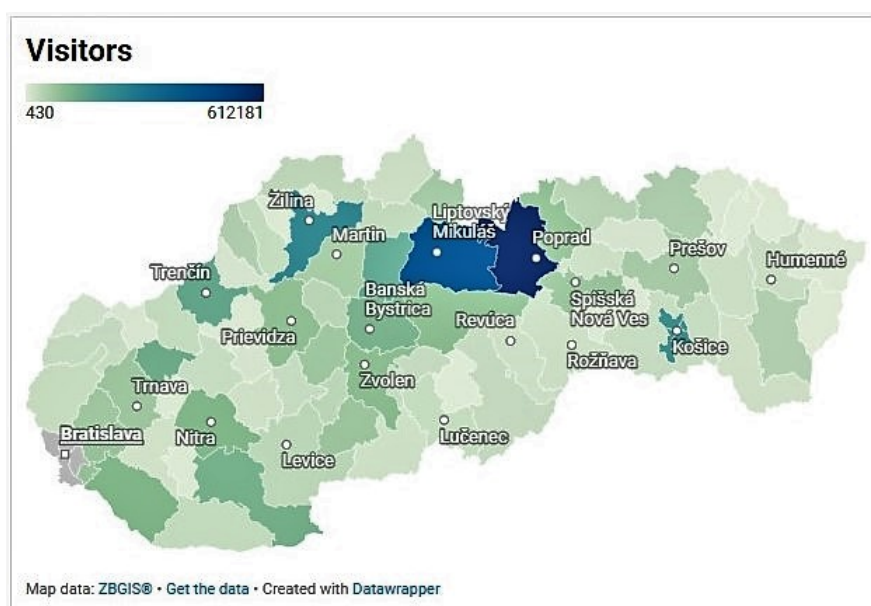 Visitors
430 612181
Žilina
Liptovský
Mikuláš
Martin
Poprad
Prešov
Humenné
Trenčín
Banská
Bystrica
Spišská
Nová Ves
Prievidza
Revúca
Košice
Rožňava
Zvolen
Trnava
Nitra
Bratislava
Lučenec
Levice
Map data: ZBGIS® • Get the data • Created with Datawrapper